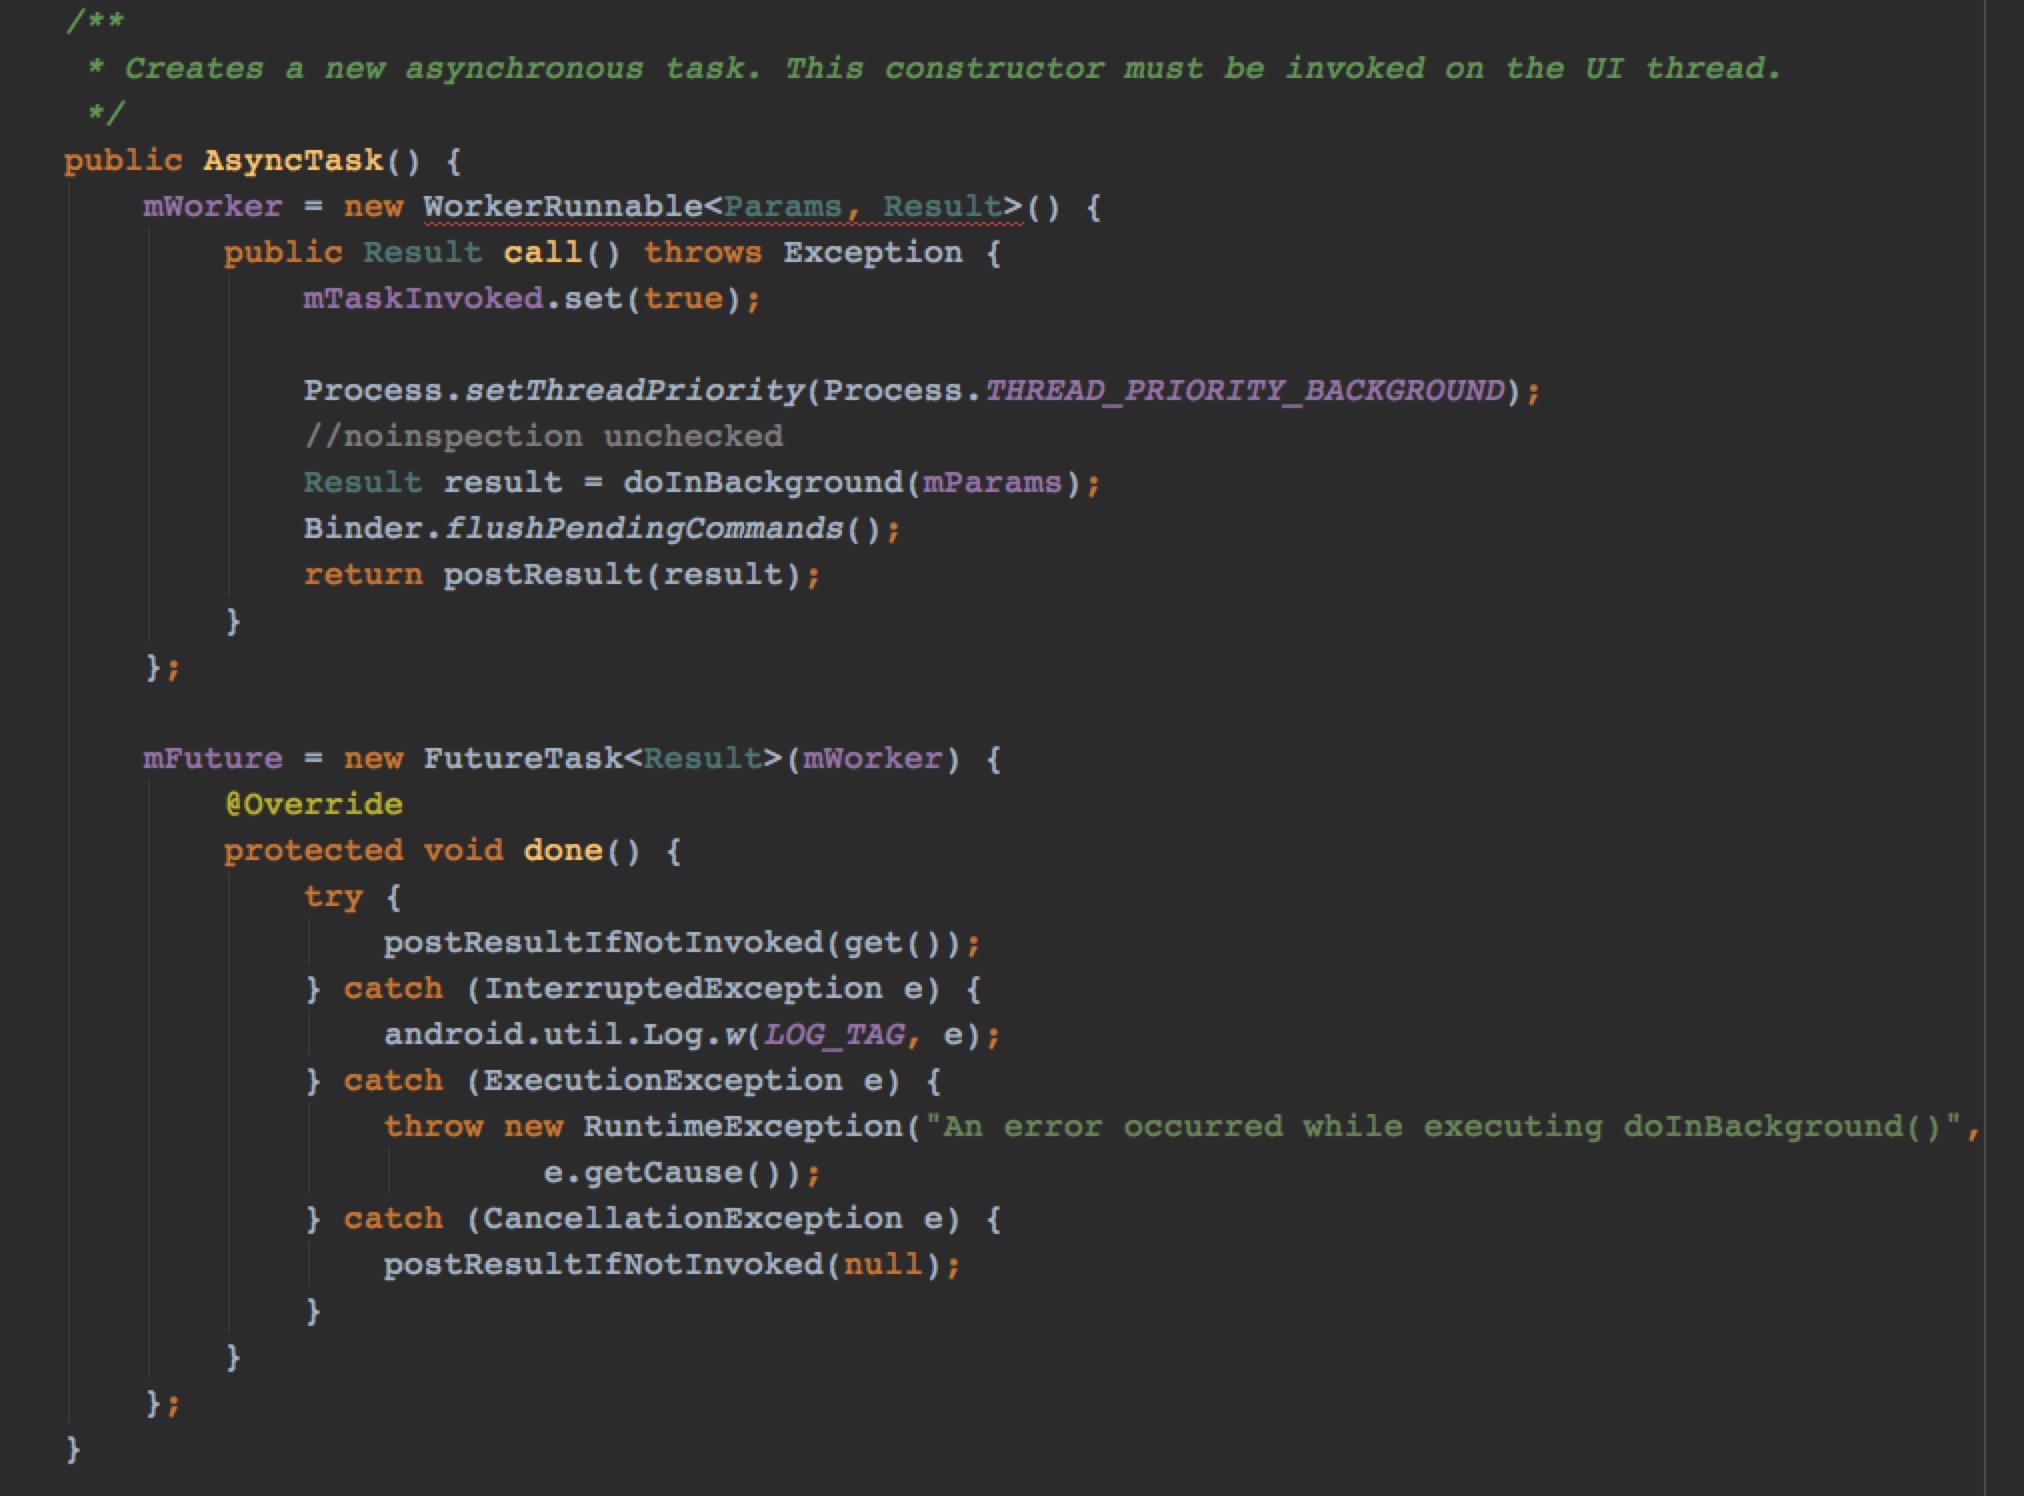 /**
 * Creates a new asynchronous task. This constructor must be invoked on the UI thread.
 */
public AsyncTask() {
    mWorker = new WorkerRunnable<Params, Result>() {
        public Result call() throws Exception {
            mTaskInvoked.set(true);

            Process.setThreadPriority(Process.THREAD_PRIORITY_BACKGROUND);
            //noinspection unchecked
            Result result = doInBackground(mParams);
            Binder.flushPendingCommands();
            return postResult(result);
        }
    };

    mFuture = new FutureTask<Result>(mWorker) {
        @Override
        protected void done() {
            try {
                postResultIfNotInvoked(get());
            } catch (InterruptedException e) {
                android.util.Log.w(LOG_TAG, e);
            } catch (ExecutionException e) {
                throw new RuntimeException("An error occurred while executing doInBackground()",
                        e.getCause());
            } catch (CancellationException e) {
                postResultIfNotInvoked(null);
            }
        }
    };
}